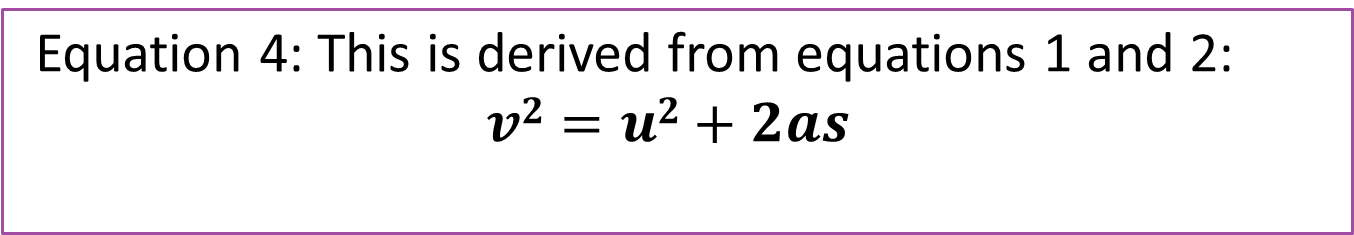 Equation 4: This is derived from equations 1 and 2:
𝒗² = 𝒖² + 𝟐𝒂𝒔